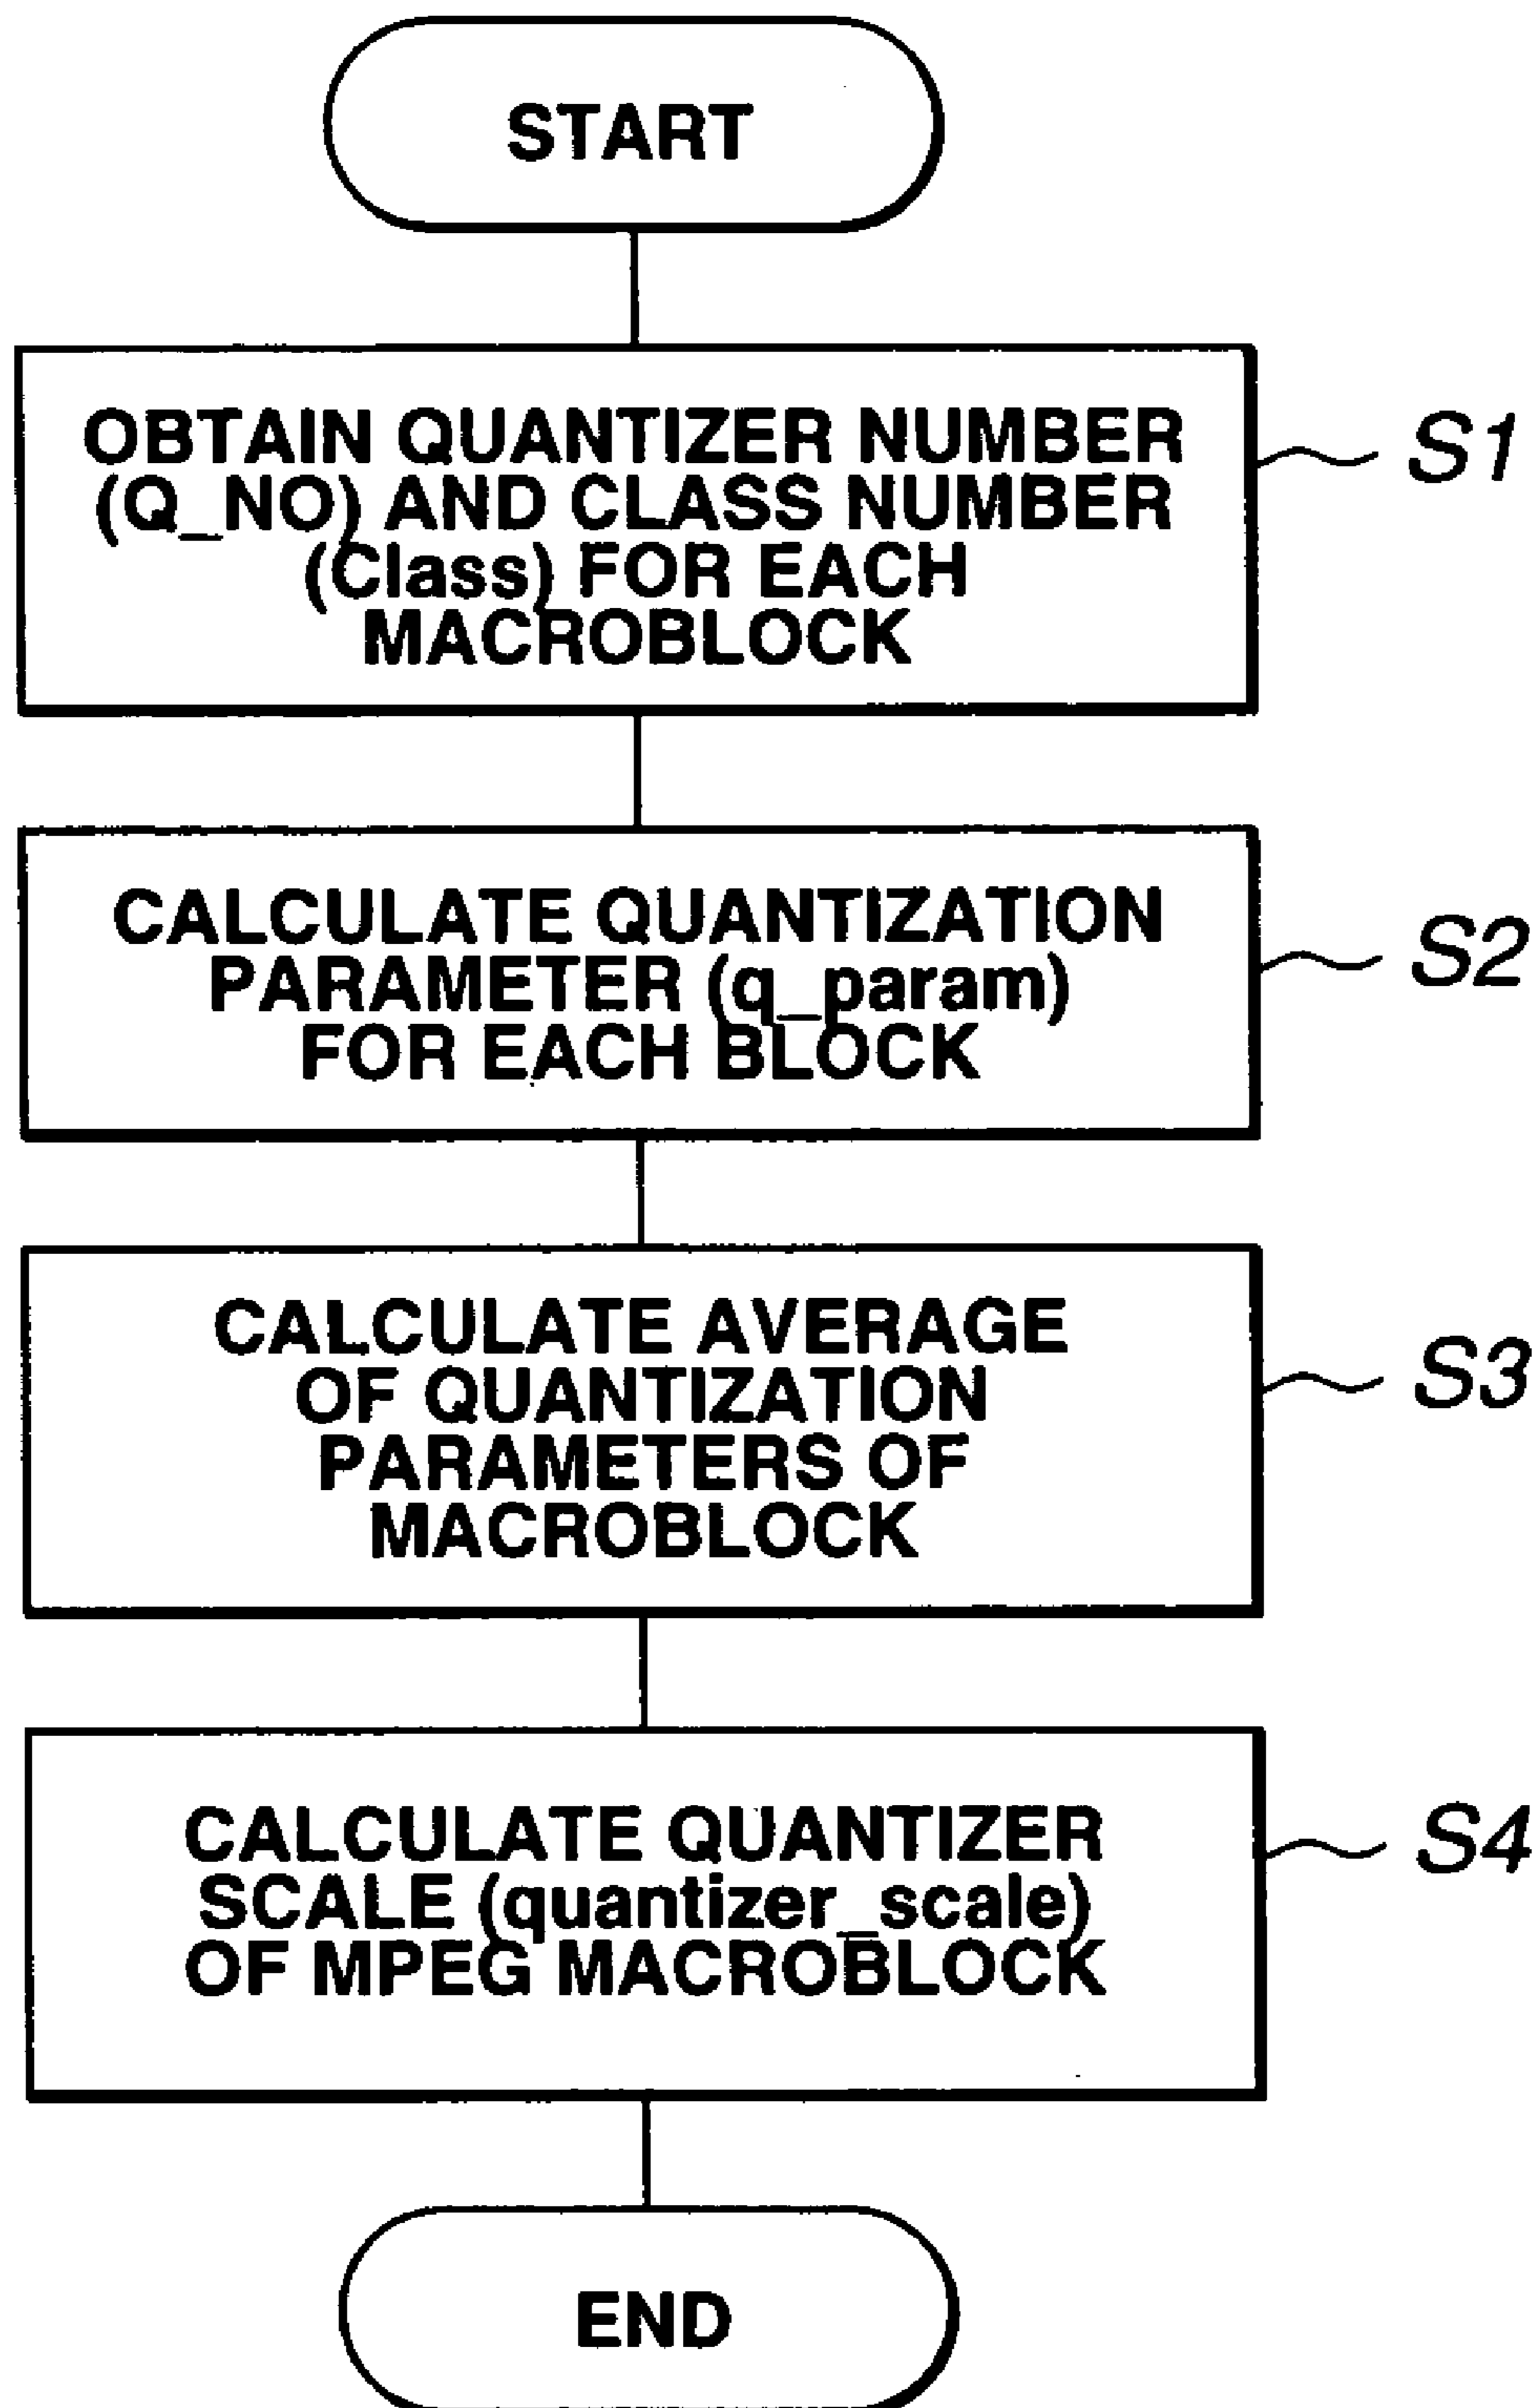 START
OBTAIN QUANTIZER NUMBER
(Q_NO) AND CLASS NUMBER
(Class) FOR EACH
MACROBLOCK
S1
CALCULATE QUANTIZATION
PARAMETER (q_param)
FOR EACH BLOCK
S2
CALCULATE AVERAGE
OF QUANTIZATION
PARAMETERS OF
MACROBLOCK
S3
CALCULATE QUANTIZER
SCALE (quantizer_scale)
OF MPEG MACROBLOCK
S4
END